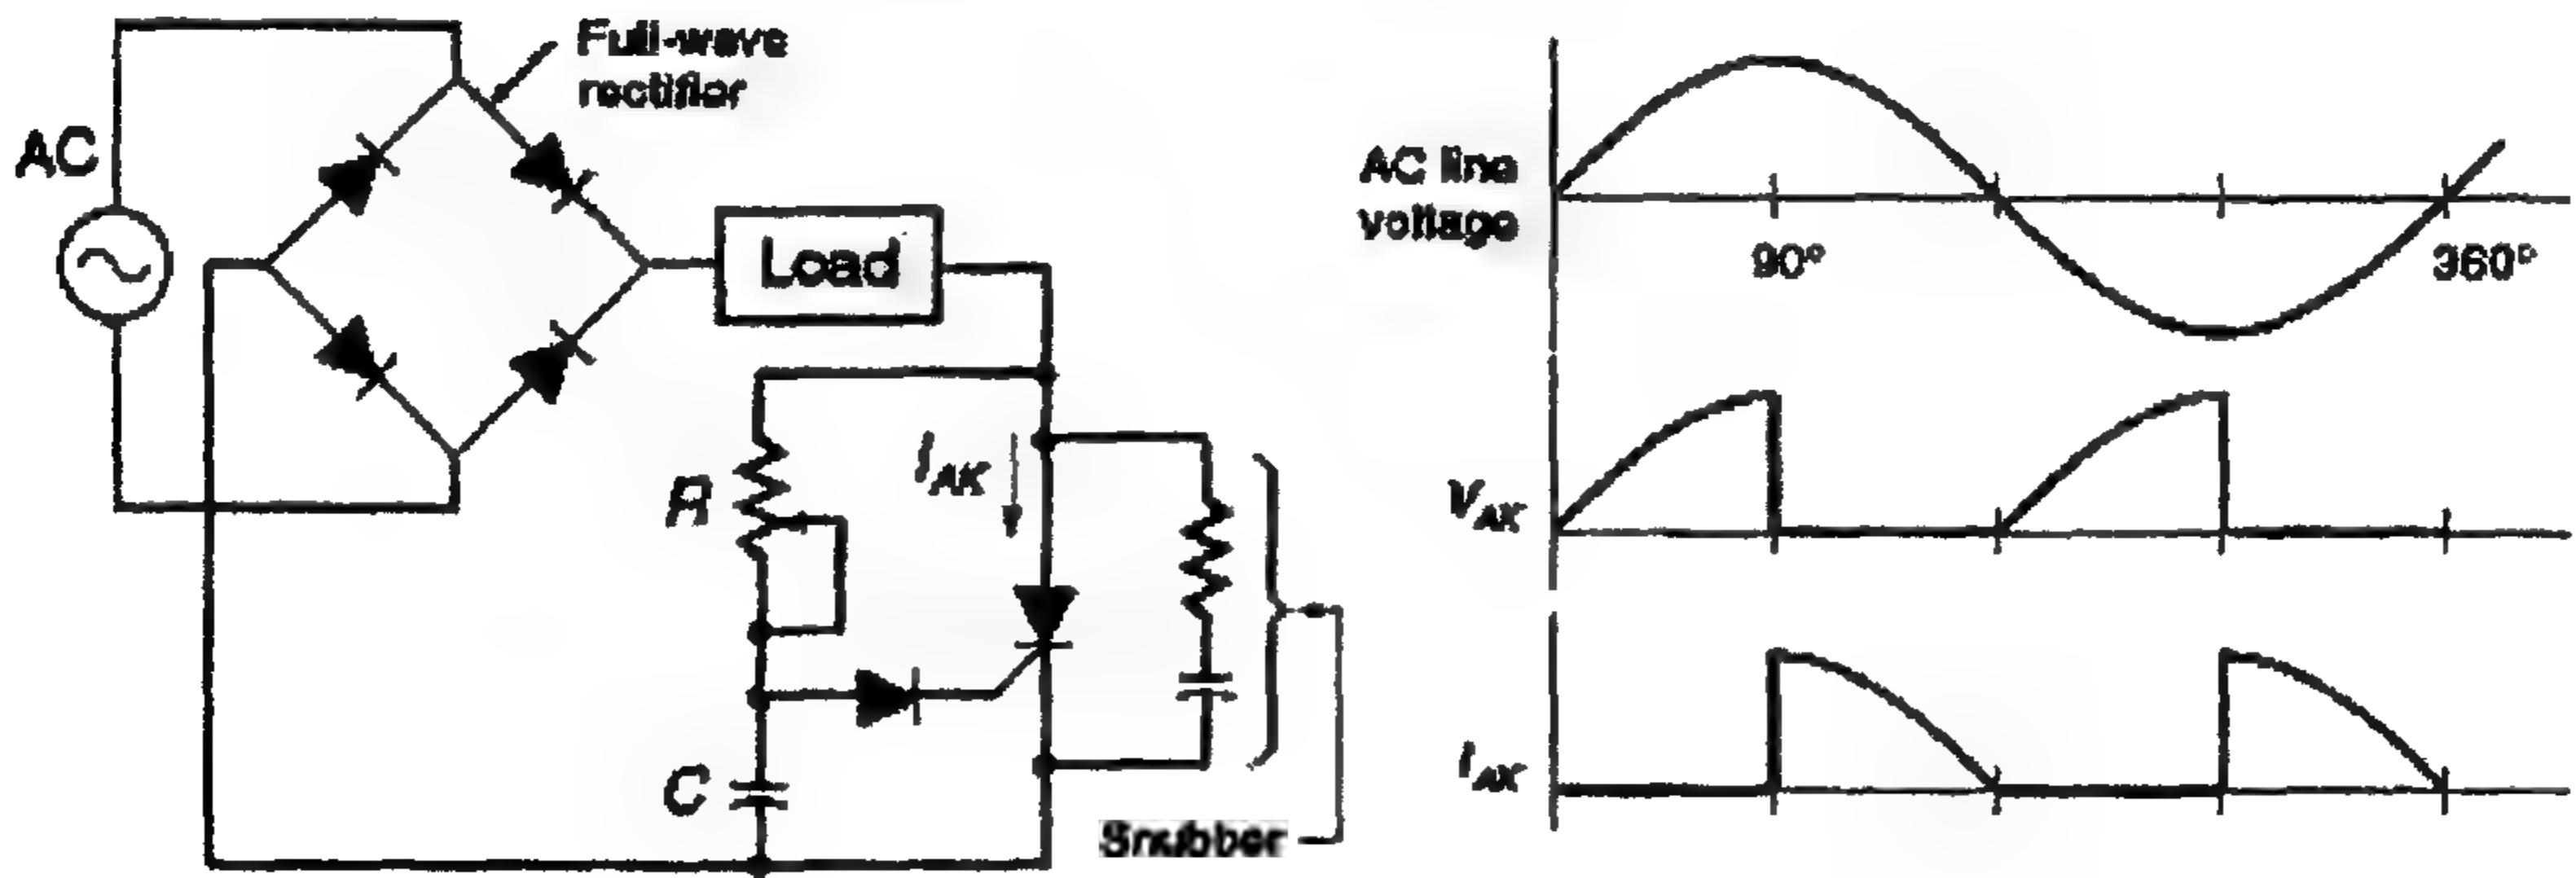 Full-wave
rectifier
AC
Load
R
I_AK
C
Snubber
AC line
voltage
90°
360°
V_AK
I_AK